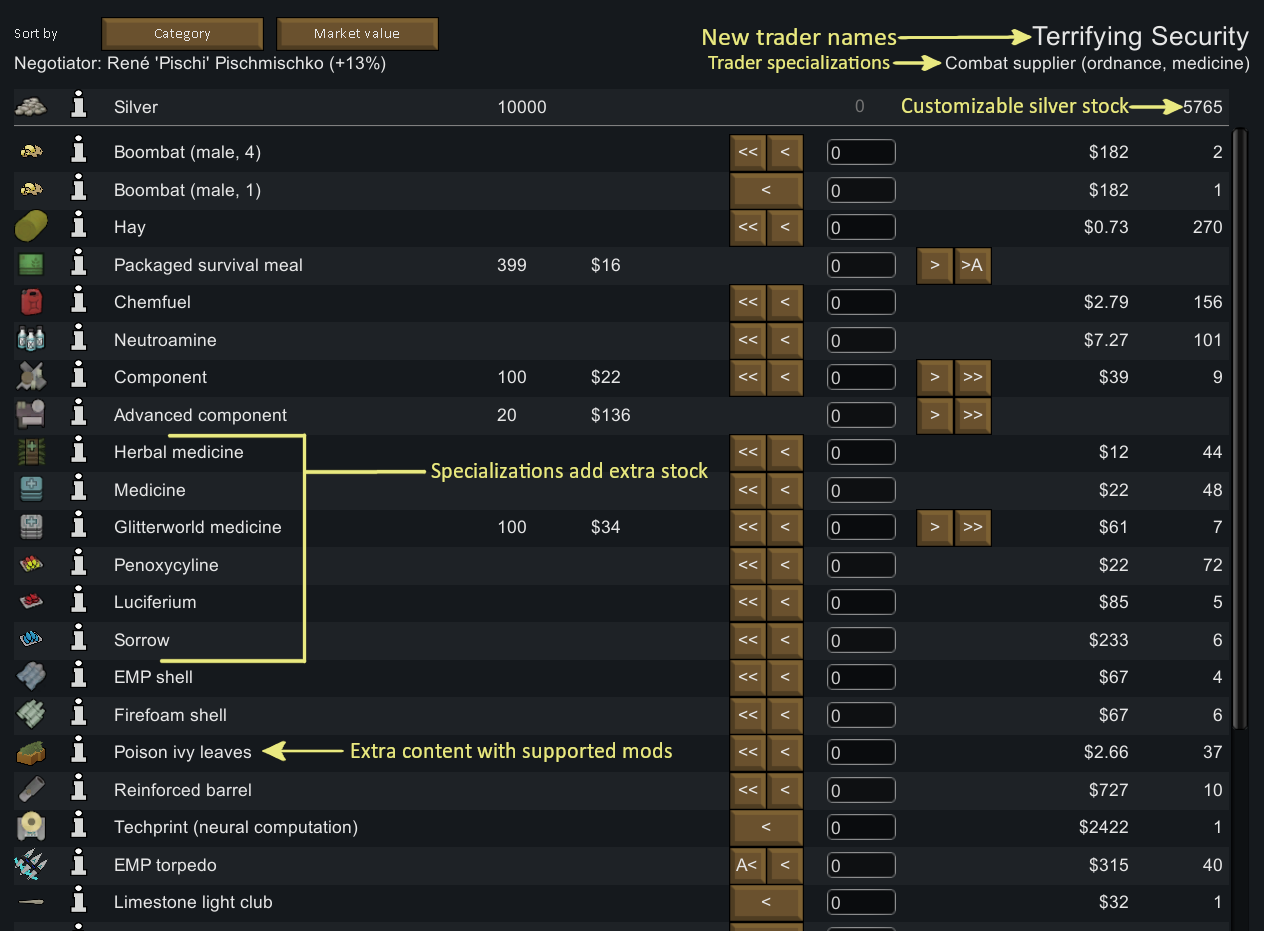 Sort by Category Market value New trader names Terrifying Security
Negotiator: René 'Pischi' Pischmischko (+13%) Trader specializations Combat supplier (ordnance, medicine)
i Silver 10000 0 Customizable silver stock 5765
i Boombat (male, 4) << < 0 $182 2
i Boombat (male, 1) < 0 $182 1
i Hay << < 0 $0.73 270
i Packaged survival meal 399 $16 0 > >A
i Chemfuel << < 0 $2.79 156
i Neutroamine << < 0 $7.27 101
i Component 100 $22 << < 0 > >> $39 9
i Advanced component 20 $136 0 > >>
i Herbal medicine << < 0 $12 44
Specializations add extra stock
i Medicine << < 0 $22 48
i Glitterworld medicine 100 $34 << < 0 > >> $61 7
i Penoxycyline << < 0 $22 72
i Luciferium << < 0 $85 5
i Sorrow << < 0 $233 6
i EMP shell << < 0 $67 4
i Firefoam shell << < 0 $67 6
i Poison ivy leaves Extra content with supported mods << < 0 $2.66 37
i Reinforced barrel << < 0 $727 10
i Techprint (neural computation) < 0 $2422 1
i EMP torpedo A< < 0 $315 40
i Limestone light club < 0 $32 1